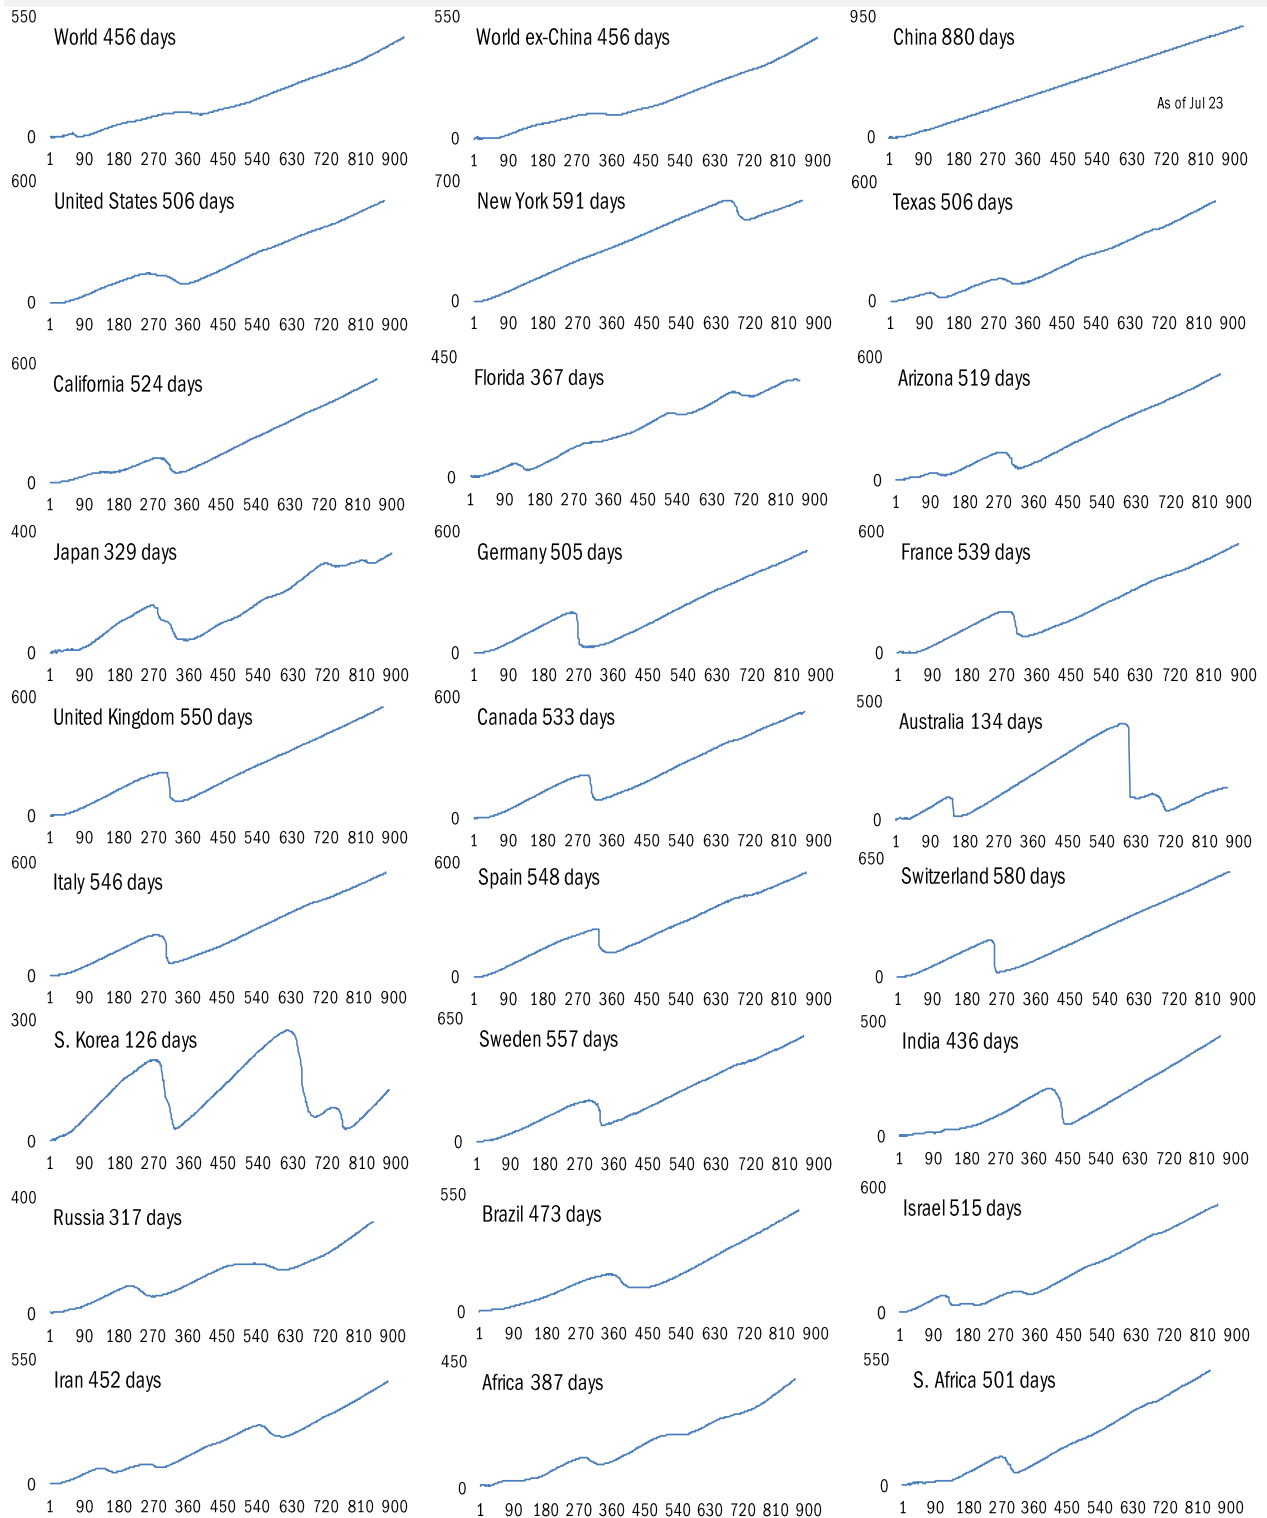 550 550 950
World 456 days World ex-China 456 days China 880 days
As of Jul 23
0 0 0
1 90 180 270 360 450 540 630 720 810 900 1 90 180 270 360 450 540 630 720 810 900 1 90 180 270 360 450 540 630 720 810 900
600 700 600
United States 506 days New York 591 days Texas 506 days
0 0 0
1 90 180 270 360 450 540 630 720 810 900 1 90 180 270 360 450 540 630 720 810 900 1 90 180 270 360 450 540 630 720 810 900
600 450 600
California 524 days Florida 367 days Arizona 519 days
0 0 0
1 90 180 270 360 450 540 630 720 810 900 1 90 180 270 360 450 540 630 720 810 900 1 90 180 270 360 450 540 630 720 810 900
400 600 600
Japan 329 days Germany 505 days France 539 days
0 0 0
1 90 180 270 360 450 540 630 720 810 900 1 90 180 270 360 450 540 630 720 810 900 1 90 180 270 360 450 540 630 720 810 900
600 600 500
United Kingdom 550 days Canada 533 days Australia 134 days
0 0 0
1 90 180 270 360 450 540 630 720 810 900 1 90 180 270 360 450 540 630 720 810 900 1 90 180 270 360 450 540 630 720 810 900
600 600 650
Italy 546 days Spain 548 days Switzerland 580 days
0 0 0
1 90 180 270 360 450 540 630 720 810 900 1 90 180 270 360 450 540 630 720 810 900 1 90 180 270 360 450 540 630 720 810 900
300 650 500
S. Korea 126 days Sweden 557 days India 436 days
0 0 0
1 90 180 270 360 450 540 630 720 810 900 1 90 180 270 360 450 540 630 720 810 900 1 90 180 270 360 450 540 630 720 810 900
400 550 600
Russia 317 days Brazil 473 days Israel 515 days
0 0 0
1 90 180 270 360 450 540 630 720 810 900 1 90 180 270 360 450 540 630 720 810 900 1 90 180 270 360 450 540 630 720 810 900
550 450 550
Iran 452 days Africa 387 days S. Africa 501 days
0 0 0
1 90 180 270 360 450 540 630 720 810 900 1 90 180 270 360 450 540 630 720 810 900 1 90 180 270 360 450 540 630 720 810 900